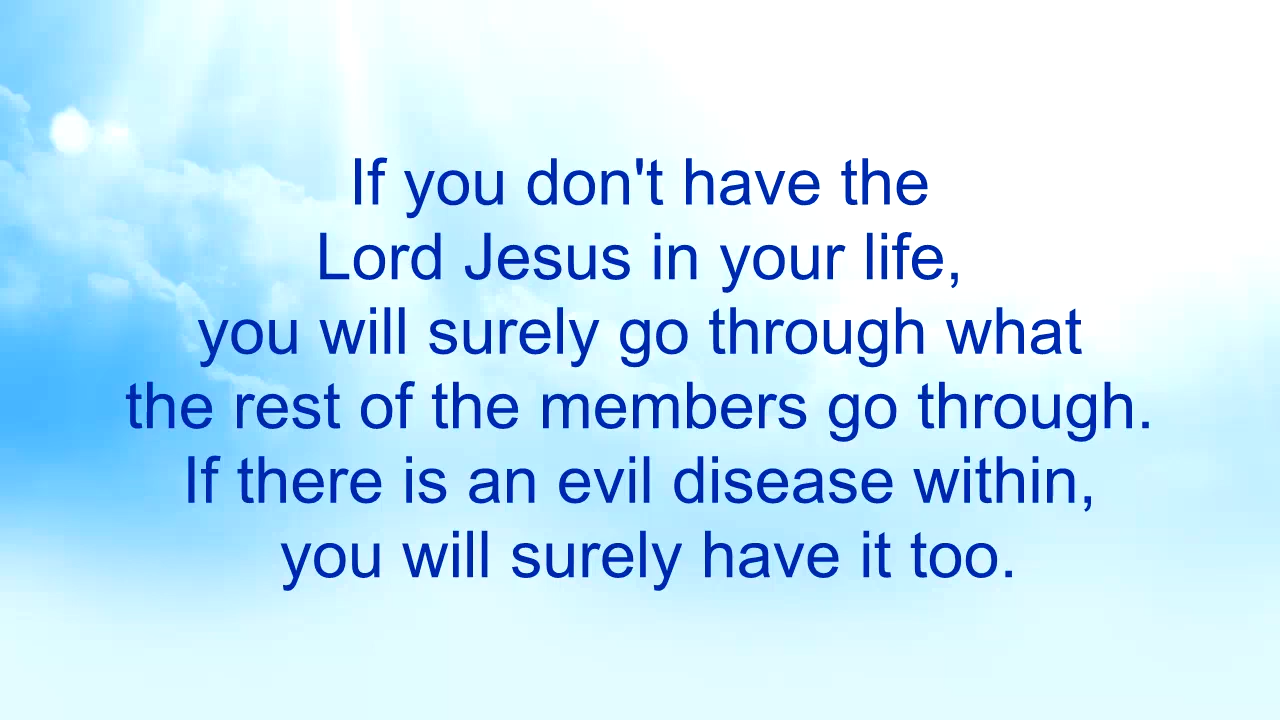 If you don't have the
Lord Jesus in your life,
you will surely go through what
the rest of the members go through.
If there is an evil disease within,
you will surely have it too.